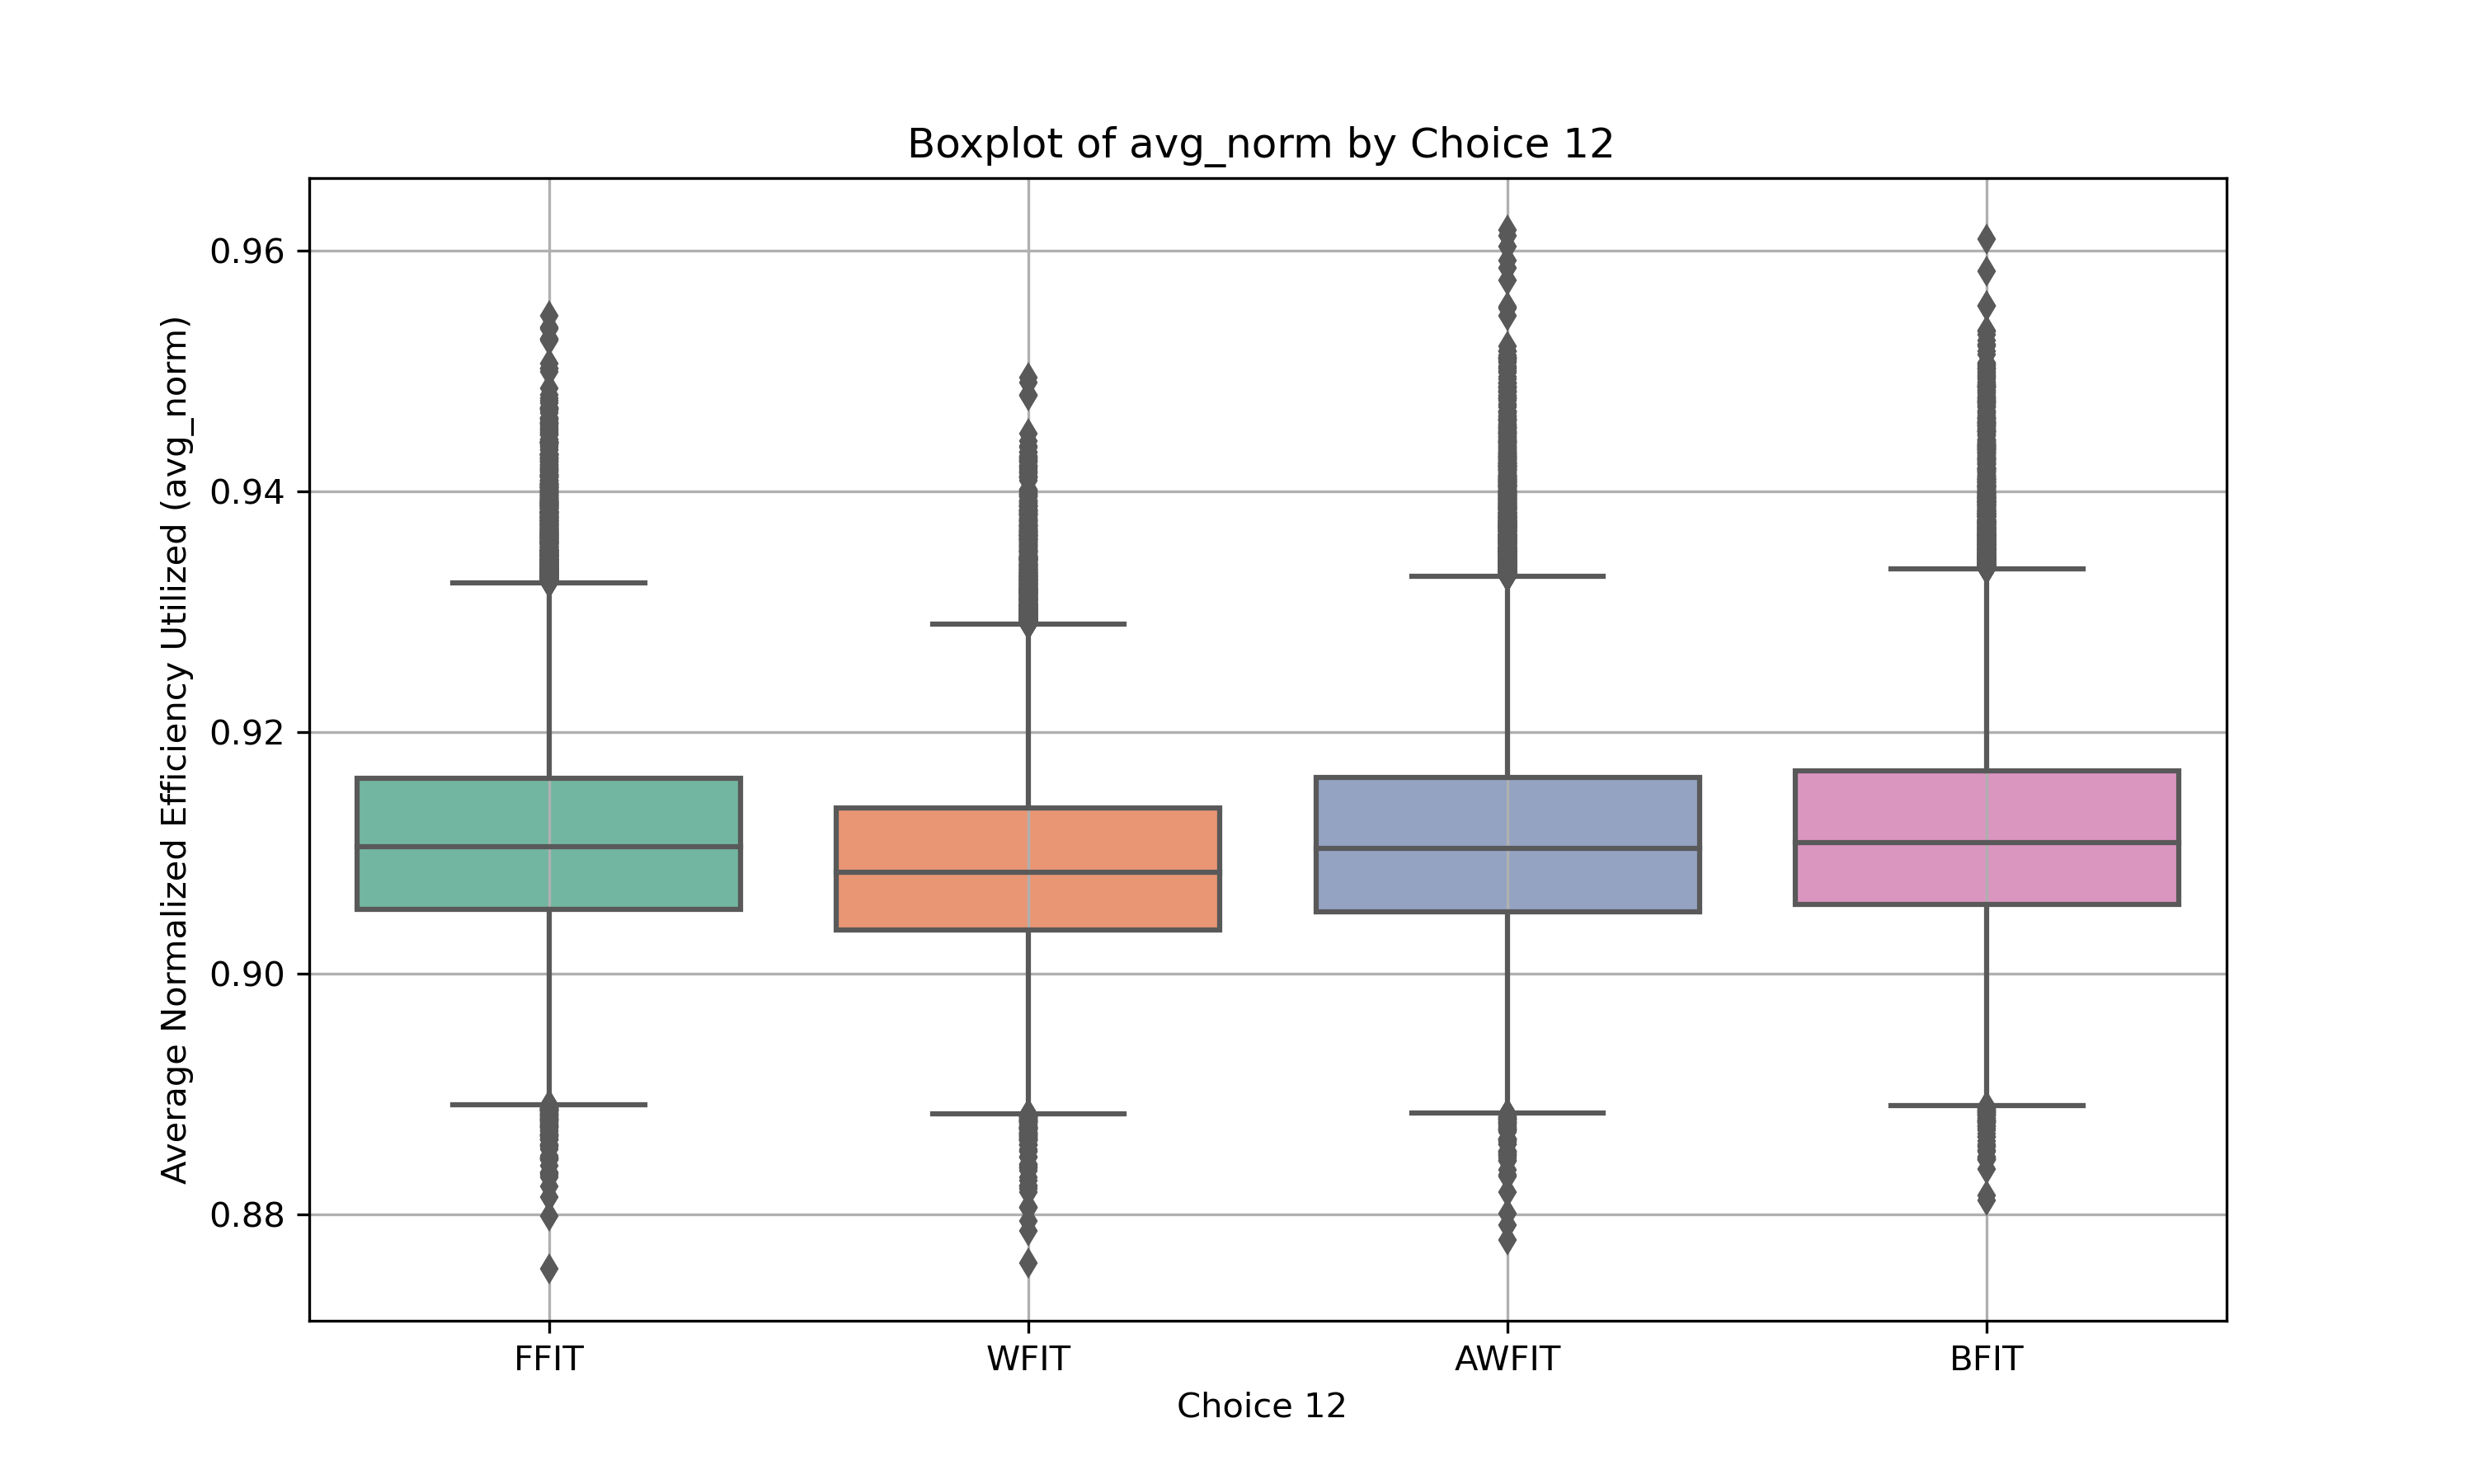 Boxplot of avg_norm by Choice 12
Average Normalized Efficiency Utilized (avg_norm)
0.96
0.94
0.92
0.90
0.88
FFIT
WFIT
AWFIT
BFIT
Choice 12